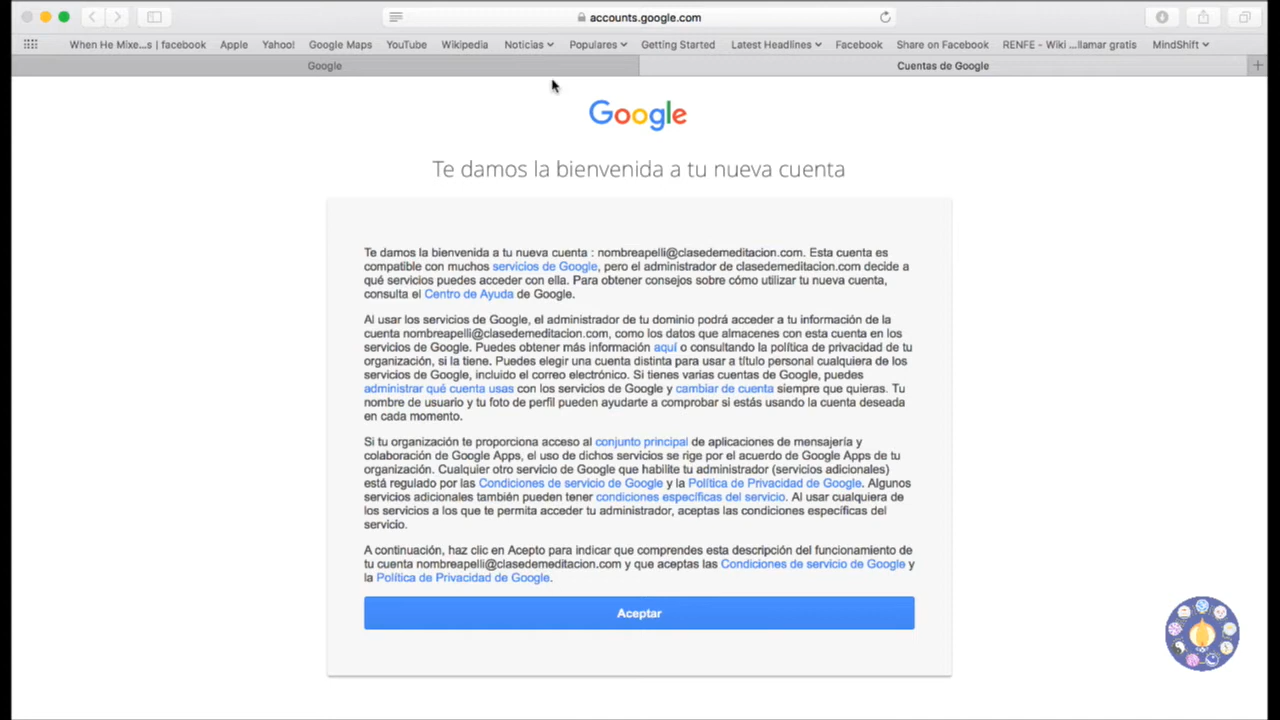 accounts.google.com
When He Mixe...s | facebook Apple Yahoo! Google Maps YouTube Wikipedia Noticias Populares Getting Started Latest Headlines Facebook Share on Facebook RENFE - Wiki ...llamar gratis MindShift
Google Cuentas de Google
Google
Te damos la bienvenida a tu nueva cuenta
Te damos la bienvenida a tu nueva cuenta : nombreapelli@clasedemeditacion.com. Esta cuenta es
compatible con muchos servicios de Google, pero el administrador de clasedemeditacion.com decide a
qué servicios puedes acceder con ella. Para obtener consejos sobre cómo utilizar tu nueva cuenta,
consulta el Centro de Ayuda de Google.
Al usar los servicios de Google, el administrador de tu dominio podrá acceder a tu información de la
cuenta nombreapelli@clasedemeditacion.com, como los datos que almacenes con esta cuenta en los
servicios de Google. Puedes obtener más información aquí o consultando la política de privacidad de tu
organización, si la tiene. Puedes elegir una cuenta distinta para usar a título personal cualquiera de los
servicios de Google, incluido el correo electrónico. Si tienes varias cuentas de Google, puedes
administrar qué cuenta usas con los servicios de Google y cambiar de cuenta siempre que quieras. Tu
nombre de usuario y tu foto de perfil pueden ayudarte a comprobar si estás usando la cuenta deseada
en cada momento.
Si tu organización te proporciona acceso al conjunto principal de aplicaciones de mensajería y
colaboración de Google Apps, el uso de dichos servicios se rige por el acuerdo de Google Apps de tu
organización. Cualquier otro servicio de Google que habilite tu administrador (servicios adicionales)
está regulado por las Condiciones de servicio de Google y la Política de Privacidad de Google. Algunos
servicios adicionales también pueden tener condiciones específicas del servicio. Al usar cualquiera de
los servicios a los que te permita acceder tu administrador, aceptas las condiciones específicas del
servicio.
A continuación, haz clic en Acepto para indicar que comprendes esta descripción del funcionamiento de
tu cuenta nombreapelli@clasedemeditacion.com y que aceptas las Condiciones de servicio de Google y
la Política de Privacidad de Google.
Aceptar